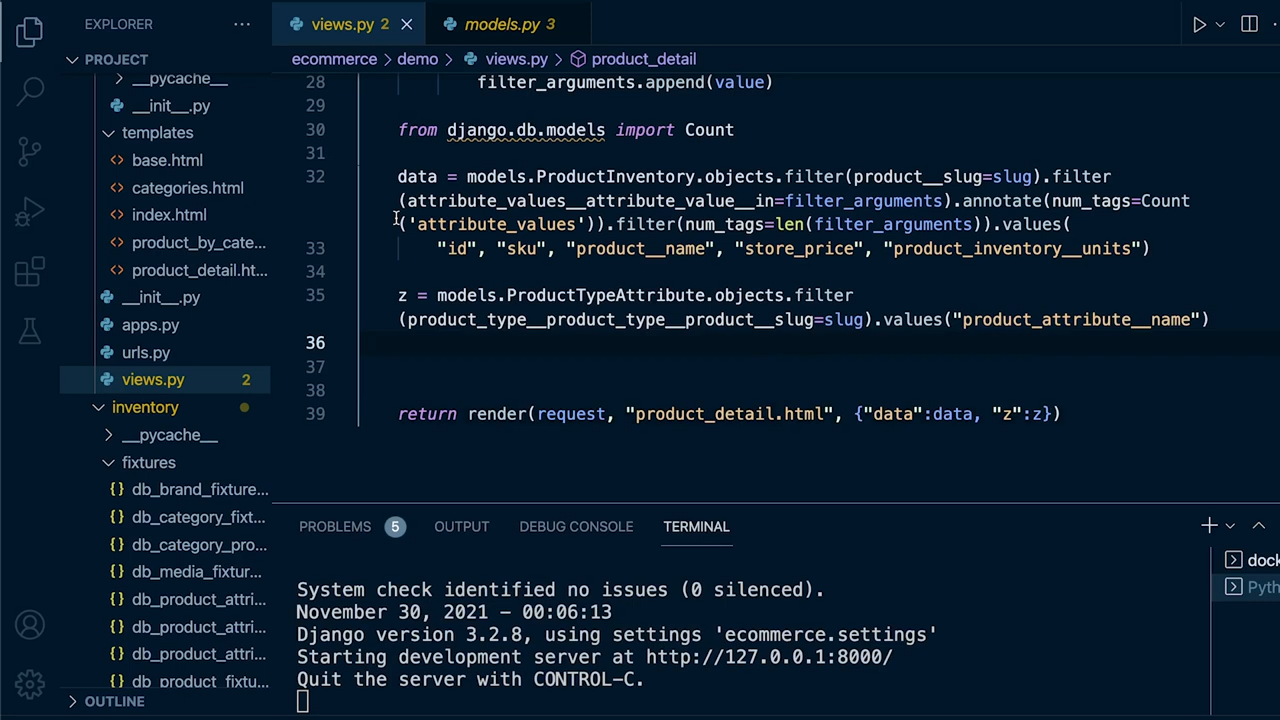 EXPLORER
views.py 2
models.py 3
PROJECT
ecommerce > demo > views.py > product_detail
__pycache__
__init__.py
templates
base.html
categories.html
index.html
product_by_cate...
product_detail.ht...
__init__.py
apps.py
urls.py
views.py 2
inventory
__pycache__
fixtures
db_brand_fixture...
db_category_fixt...
db_category_pro...
db_media_fixtur...
db_product_attri...
db_product_attri...
db_product_attri...
db_product_fixtu...
OUTLINE
28 filter_arguments.append(value)
29
30 from django.db.models import Count
31
32 data = models.ProductInventory.objects.filter(product__slug=slug).filter
(attribute_values__attribute_value__in=filter_arguments).annotate(num_tags=Count
('attribute_values')).filter(num_tags=len(filter_arguments)).values(
33 "id", "sku", "product__name", "store_price", "product_inventory__units")
34
35 z = models.ProductTypeAttribute.objects.filter
(product_type__product_type__product__slug=slug).values("product_attribute__name")
36
37
38
39 return render(request, "product_detail.html", {"data":data, "z":z})
PROBLEMS 5 OUTPUT DEBUG CONSOLE TERMINAL
System check identified no issues (0 silenced).
November 30, 2021 - 00:06:13
Django version 3.2.8, using settings 'ecommerce.settings'
Starting development server at http://127.0.0.1:8000/
Quit the server with CONTROL-C.
dock
Pyth